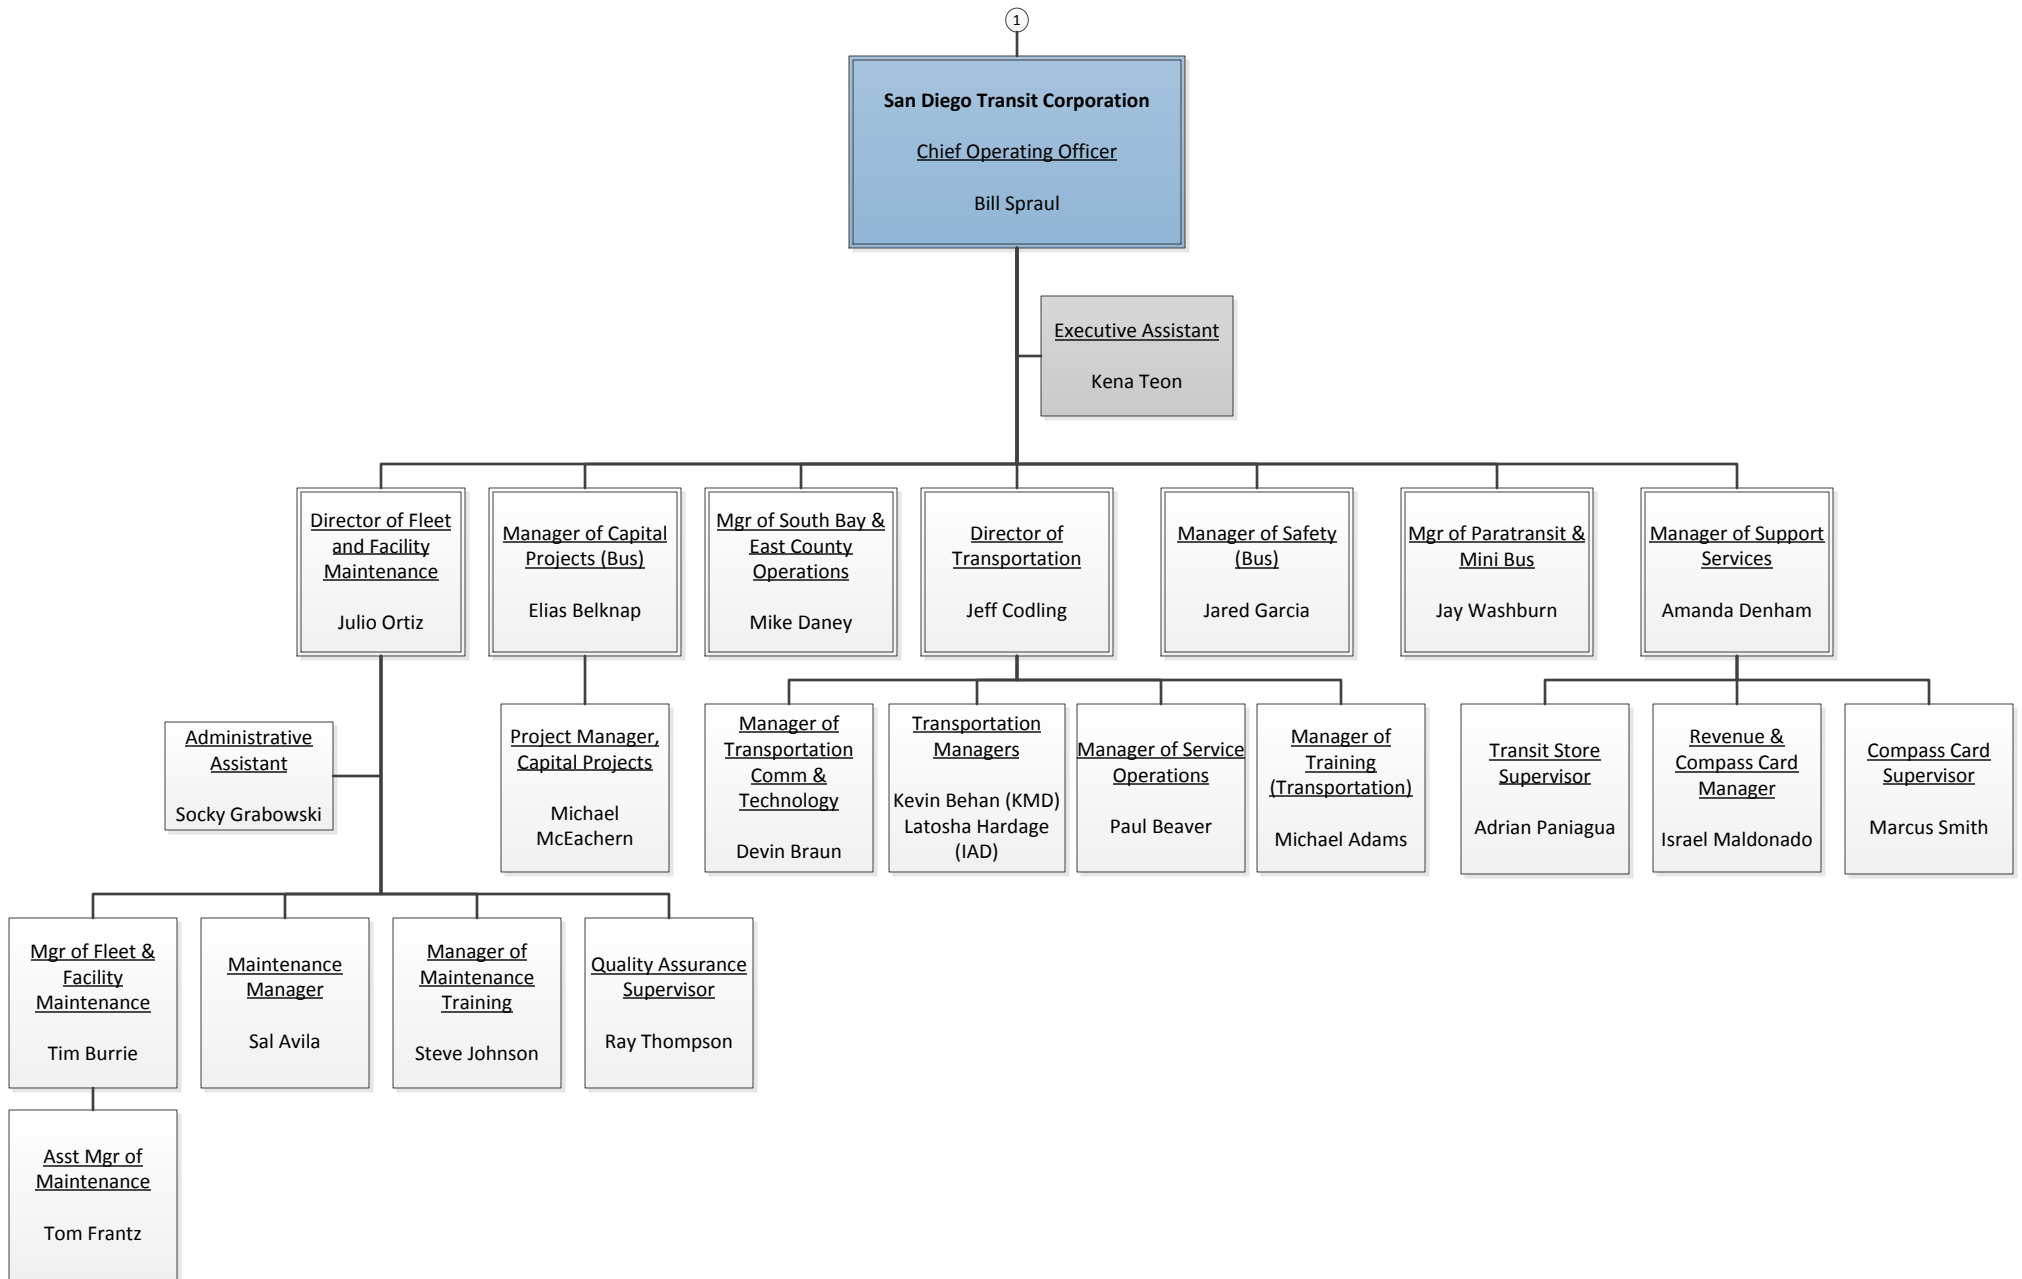 1
San Diego Transit Corporation
Chief Operating Officer
Bill Spraul
Executive Assistant
Kena Teon
Director of Fleet
and Facility
Maintenance
Julio Ortiz
Manager of Capital
Projects (Bus)
Elias Belknap
Mgr of South Bay &
East County
Operations
Mike Daney
Director of
Transportation
Jeff Codling
Manager of Safety
(Bus)
Jared Garcia
Mgr of Paratransit &
Mini Bus
Jay Washburn
Manager of Support
Services
Amanda Denham
Administrative
Assistant
Socky Grabowski
Project Manager,
Capital Projects
Michael
McEachern
Manager of
Transportation
Comm &
Technology
Devin Braun
Transportation
Managers
Kevin Behan (KMD)
Latosha Hardage
(IAD)
Manager of Service
Operations
Paul Beaver
Manager of
Training
(Transportation)
Michael Adams
Transit Store
Supervisor
Adrian Paniagua
Revenue &
Compass Card
Manager
Israel Maldonado
Compass Card
Supervisor
Marcus Smith
Mgr of Fleet &
Facility
Maintenance
Tim Burrie
Maintenance
Manager
Sal Avila
Manager of
Maintenance
Training
Steve Johnson
Quality Assurance
Supervisor
Ray Thompson
Asst Mgr of
Maintenance
Tom Frantz